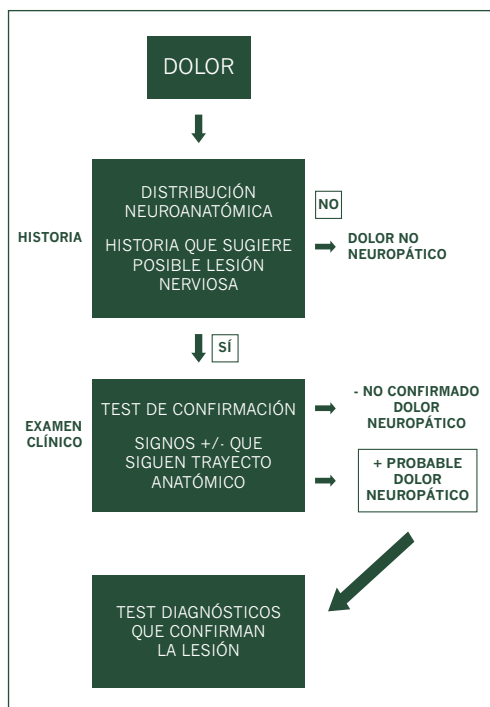 DOLOR
HISTORIA
DISTRIBUCIÓN
NEUROANATÓMICA
HISTORIA QUE SUGIERE
POSIBLE LESIÓN
NERVIOSA
NO
DOLOR NO
NEUROPÁTICO
SÍ
EXAMEN
CLÍNICO
TEST DE CONFIRMACIÓN
SIGNOS +/- QUE
SIGUEN TRAYECTO
ANATÓMICO
- NO CONFIRMADO
DOLOR
NEUROPÁTICO
+ PROBABLE
DOLOR
NEUROPÁTICO
TEST DIAGNÓSTICOS
QUE CONFIRMAN
LA LESIÓN